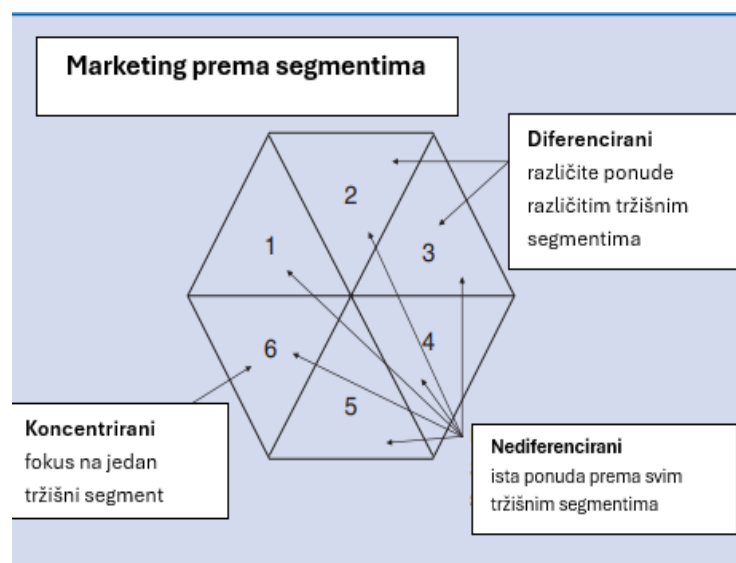 Marketing prema segmentima
Diferencirani
različite ponude
različitim tržišnim
segmentima
2
1
3
4
6
5
Koncentrirani
fokus na jedan
tržišni segment
Nediferencirani
ista ponuda prema svim
tržišnim segmentima